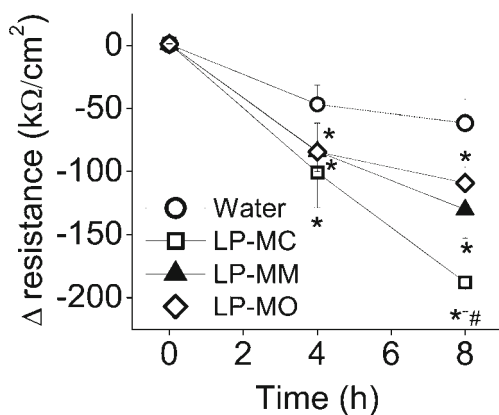 Δ resistance (kΩ/cm²)
0
-50
-100
-150
-200
*
*
*
*
*
*-#
Water
LP-MC
LP-MM
LP-MO
0 2 4 6 8
Time (h)